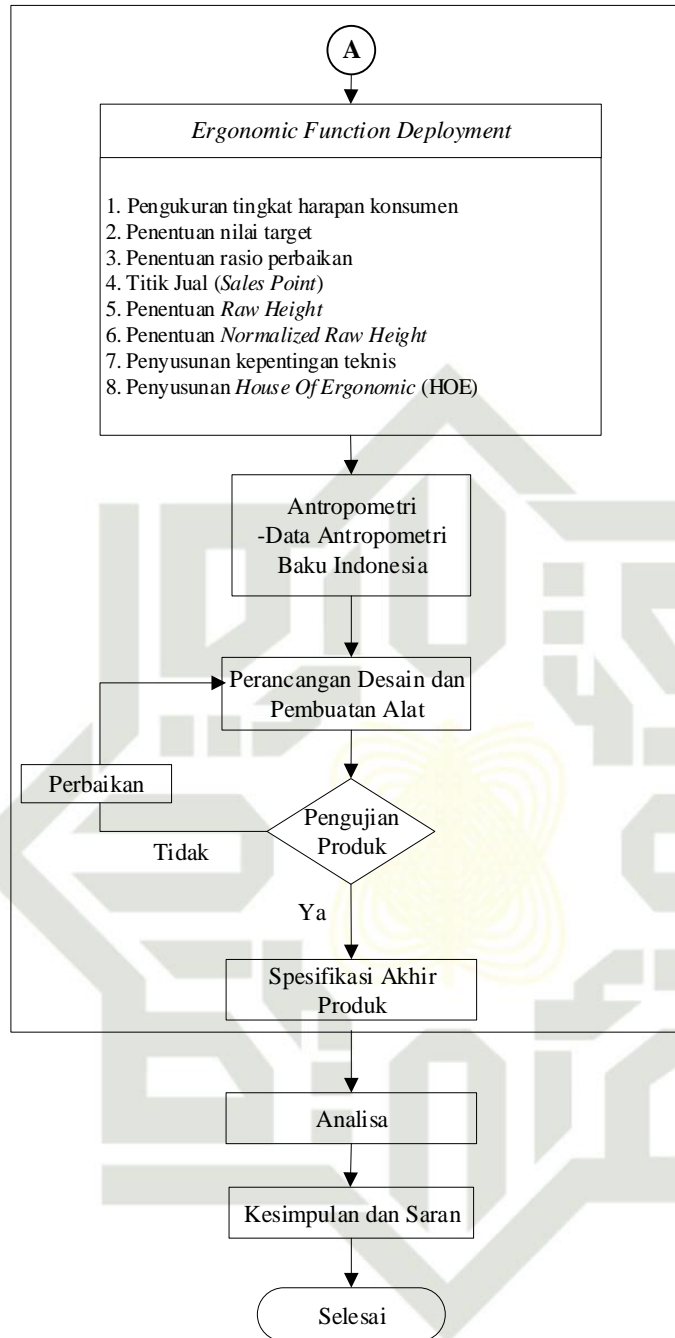 A
Ergonomic Function Deployment
1. Pengukuran tingkat harapan konsumen
2. Penentuan nilai target
3. Penentuan rasio perbaikan
4. Titik Jual (Sales Point)
5. Penentuan Raw Height
6. Penentuan Normalized Raw Height
7. Penyusunan kepentingan teknis
8. Penyusunan House Of Ergonomic (HOE)
Antropometri
-Data Antropometri
Baku Indonesia
Perancangan Desain dan
Pembuatan Alat
Perbaikan
Pengujian
Produk
Tidak
Ya
Spesifikasi Akhir
Produk
Analisa
Kesimpulan dan Saran
Selesai